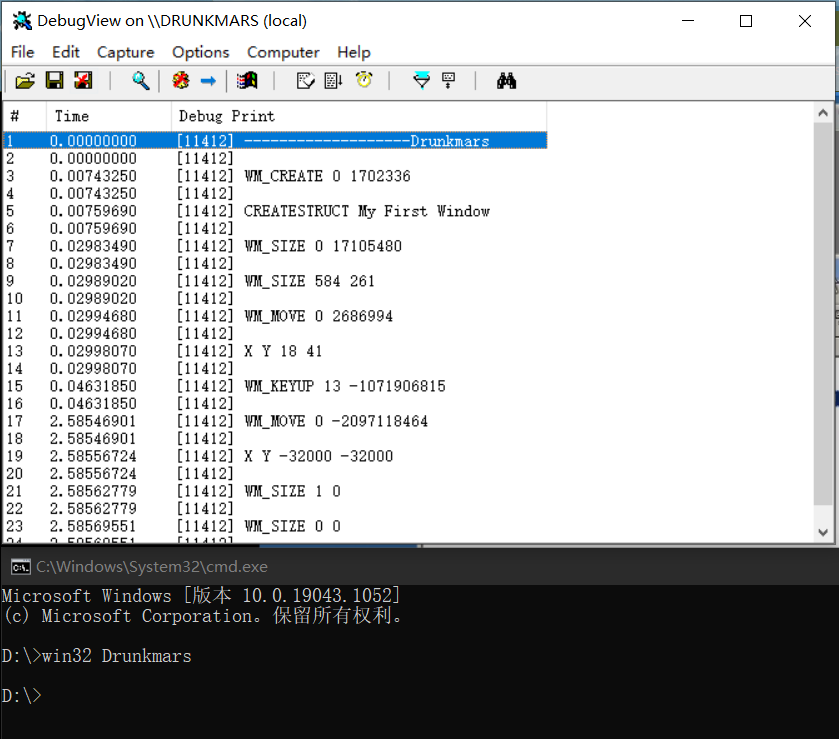 DebugView on \\DRUNKMARS (local)
File Edit Capture Options Computer Help
# Time Debug Print
1 0.00000000 [11412] -------------------Drunkmars
2 0.00000000 [11412]
3 0.00743250 [11412] WM_CREATE 0 1702336
4 0.00743250 [11412]
5 0.00759690 [11412] CREATESTRUCT My First Window
6 0.00759690 [11412]
7 0.02983490 [11412] WM_SIZE 0 17105480
8 0.02983490 [11412]
9 0.02989020 [11412] WM_SIZE 584 261
10 0.02989020 [11412]
11 0.02994680 [11412] WM_MOVE 0 2686994
12 0.02994680 [11412]
13 0.02998070 [11412] X Y 18 41
14 0.02998070 [11412]
15 0.04631850 [11412] WM_KEYUP 13 -1071906815
16 0.04631850 [11412]
17 2.58546901 [11412] WM_MOVE 0 -2097118464
18 2.58546901 [11412]
19 2.58556724 [11412] X Y -32000 -32000
20 2.58556724 [11412]
21 2.58562779 [11412] WM_SIZE 1 0
22 2.58562779 [11412]
23 2.58569551 [11412] WM_SIZE 0 0
24 2.58569551 [11412]
C:\Windows\System32\cmd.exe
Microsoft Windows [版本 10.0.19043.1052]
(c) Microsoft Corporation。保留所有权利。
D:\>win32 Drunkmars
D:\>